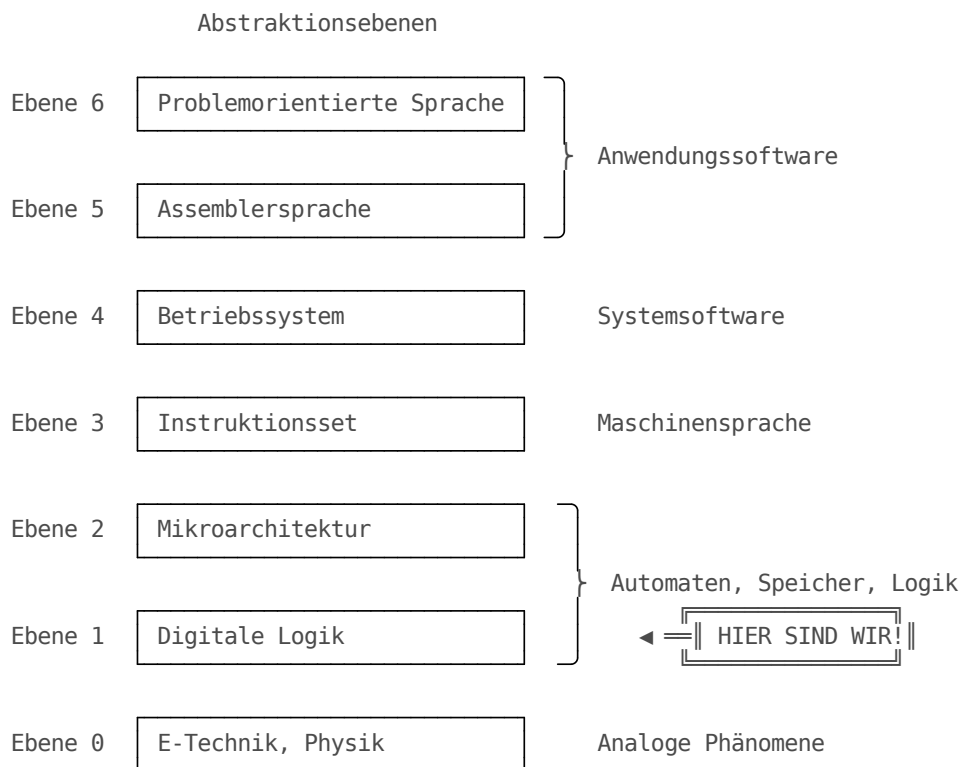 Abstraktionsebenen
Ebene 6 Problemorientierte Sprache
Anwendungssoftware
Ebene 5 Assemblersprache
Ebene 4 Betriebssystem Systemsoftware
Ebene 3 Instruktionsset Maschinensprache
Ebene 2 Mikroarchitektur
Automaten, Speicher, Logik
Ebene 1 Digitale Logik HIER SIND WIR!
Ebene 0 E-Technik, Physik Analoge Phänomene